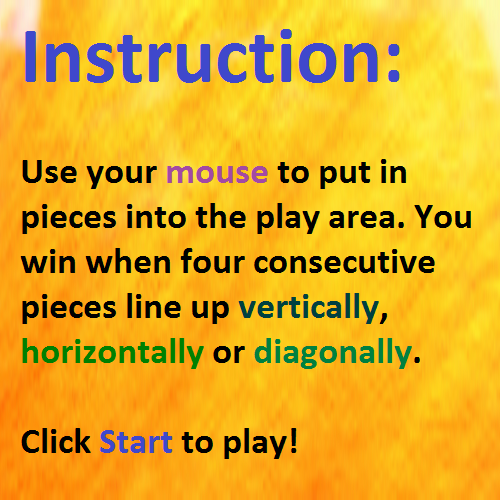 Instruction:
Use your mouse to put in
pieces into the play area. You
win when four consecutive
pieces line up vertically,
horizontally or diagonally.
Click Start to play!